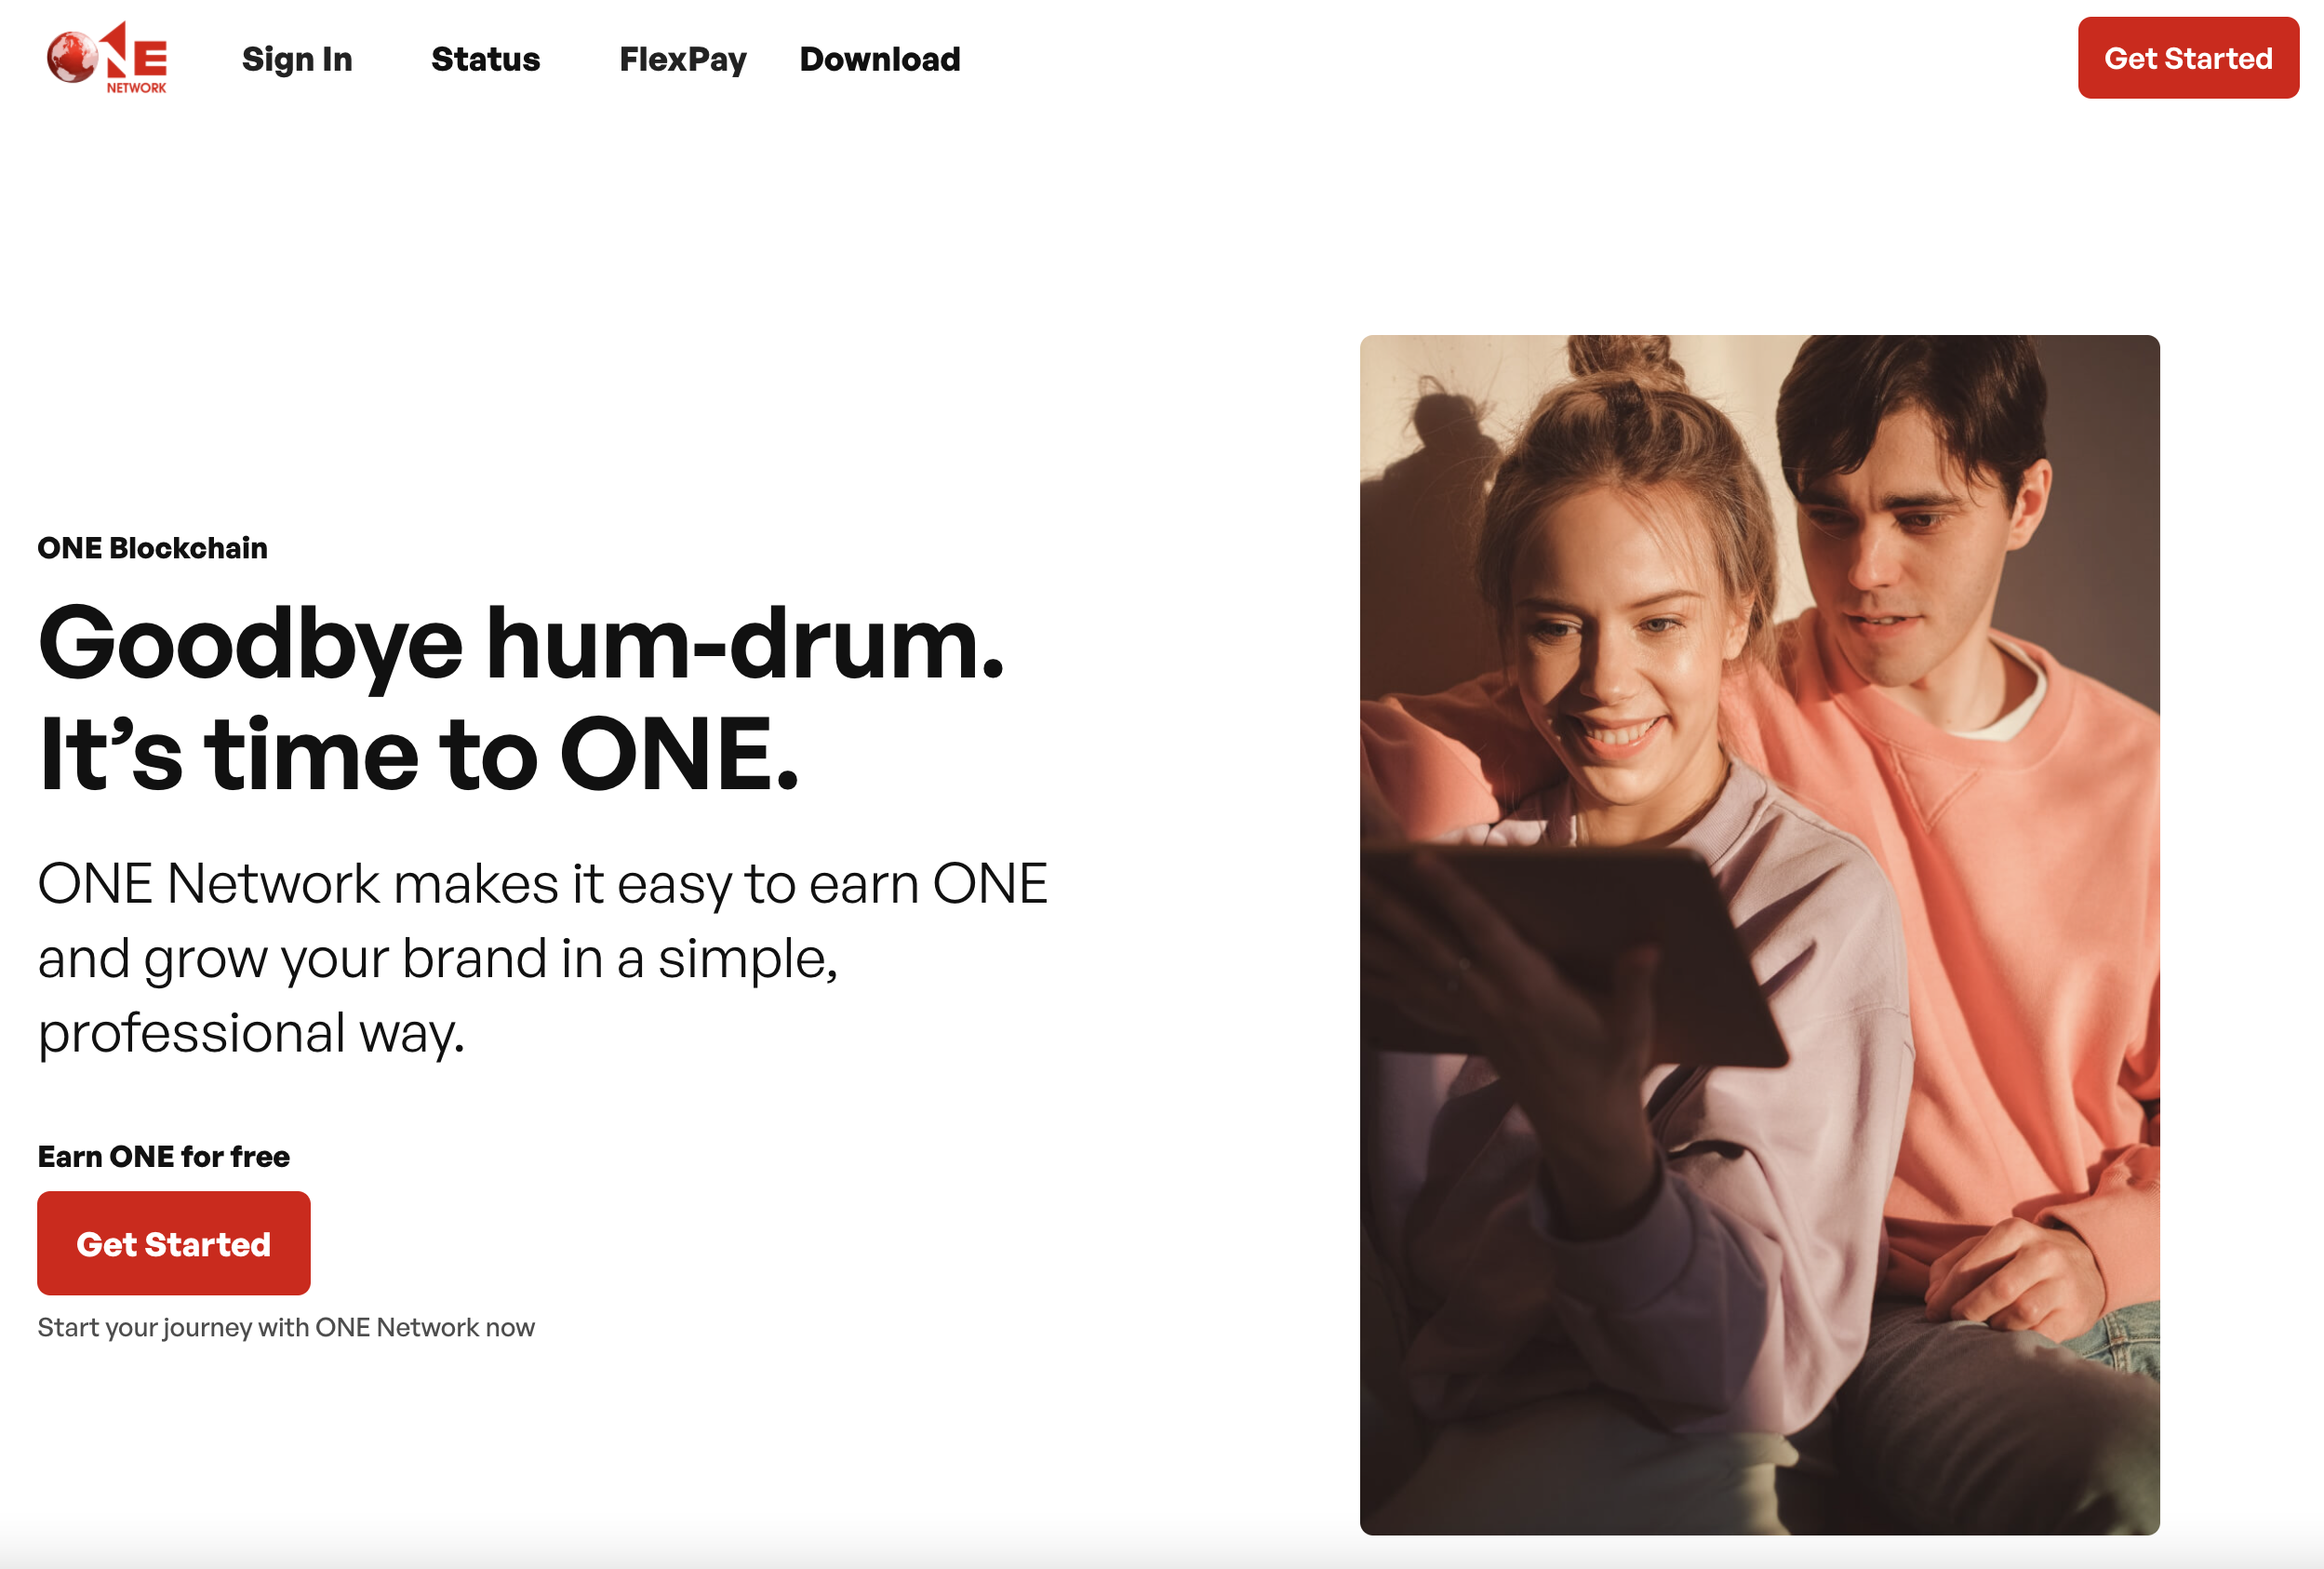 ONE
NETWORK
Sign In
Status
FlexPay
Download
Get Started
ONE Blockchain
Goodbye hum-drum.
It’s time to ONE.
ONE Network makes it easy to earn ONE
and grow your brand in a simple,
professional way.
Earn ONE for free
Get Started
Start your journey with ONE Network now